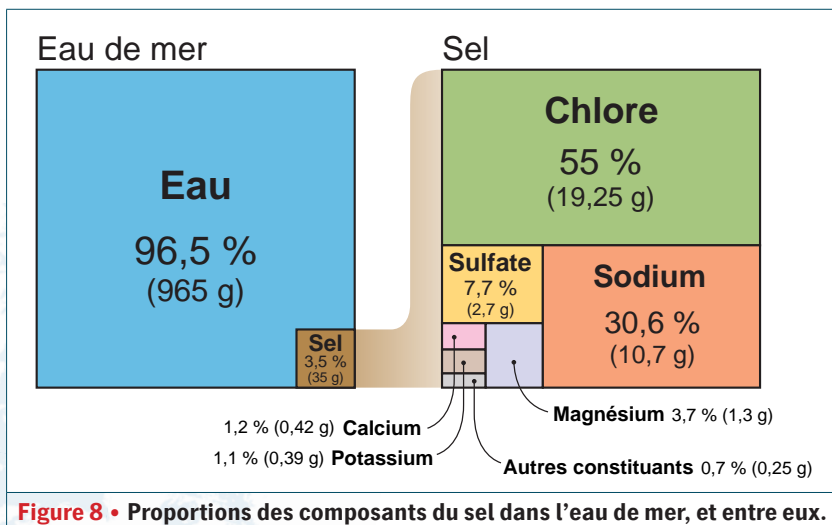 Eau de mer
Sel
Eau
96,5 %
(965 g)
Sel
3,5 %
(35 g)
Chlore
55 %
(19,25 g)
Sulfate
7,7 %
(2,7 g)
Sodium
30,6 %
(10,7 g)
Magnésium 3,7 % (1,3 g)
1,2 % (0,42 g) Calcium
1,1 % (0,39 g) Potassium
Autres constituants 0,7 % (0,25 g)
Figure 8 • Proportions des composants du sel dans l'eau de mer, et entre eux.